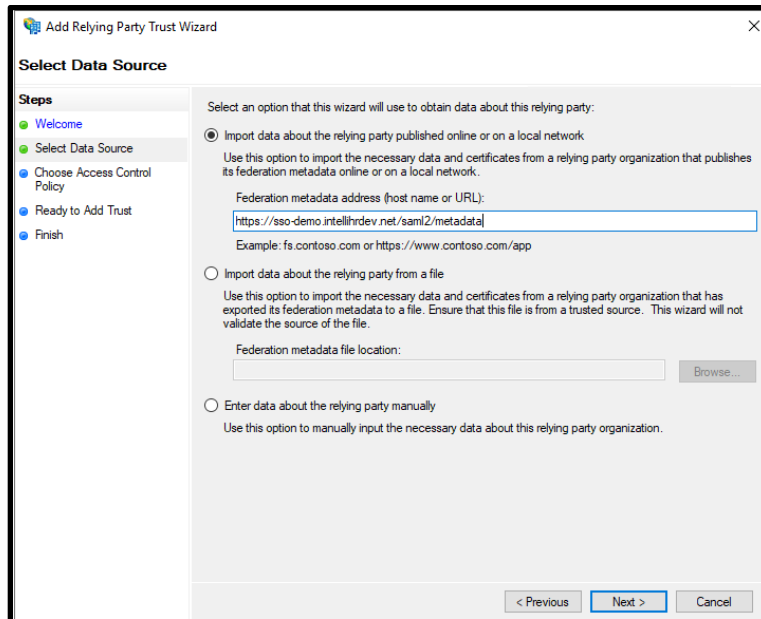 Add Relying Party Trust Wizard
Select Data Source
Steps
Welcome
Select Data Source
Choose Access Control
Policy
Ready to Add Trust
Finish
Select an option that this wizard will use to obtain data about this relying party:
Import data about the relying party published online or on a local network
Use this option to import the necessary data and certificates from a relying party organization that publishes
its federation metadata online or on a local network.
Federation metadata address (host name or URL):
https://sso-demo.intellihrdev.net/saml2/metadata
Example: fs.contoso.com or https://www.contoso.com/app
Import data about the relying party from a file
Use this option to import the necessary data and certificates from a relying party organization that has
exported its federation metadata to a file. Ensure that this file is from a trusted source.  This wizard will not
validate the source of the file.
Federation metadata file location:
Browse...
Enter data about the relying party manually
Use this option to manually input the necessary data about this relying party organization.
< Previous
Next >
Cancel